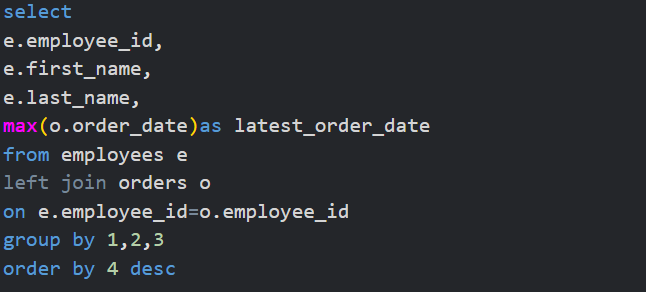 select
e.employee_id,
e.first_name,
e.last_name,
max(o.order_date)as latest_order_date
from employees e
left join orders o
on e.employee_id=o.employee_id
group by 1,2,3
order by 4 desc